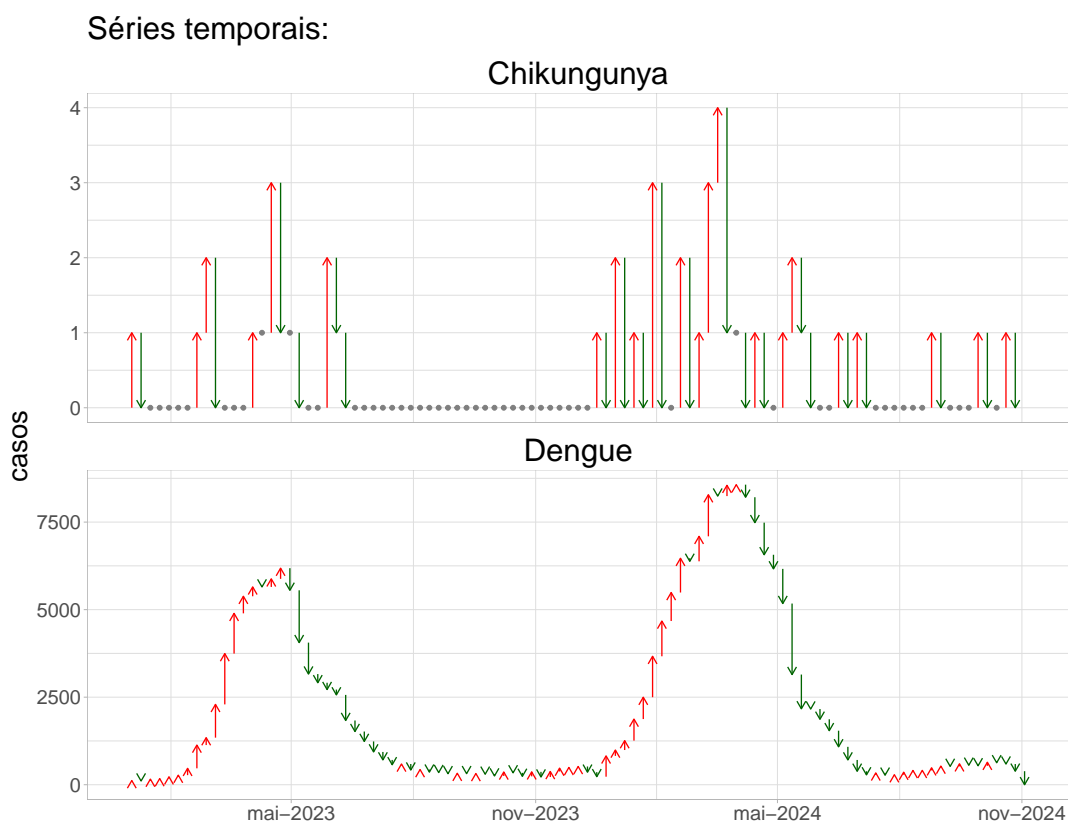 Séries temporais:
Chikungunya
4
3
2
1
0
casos
Dengue
7500
5000
2500
0
mai−2023 nov−2023 mai−2024 nov−2024